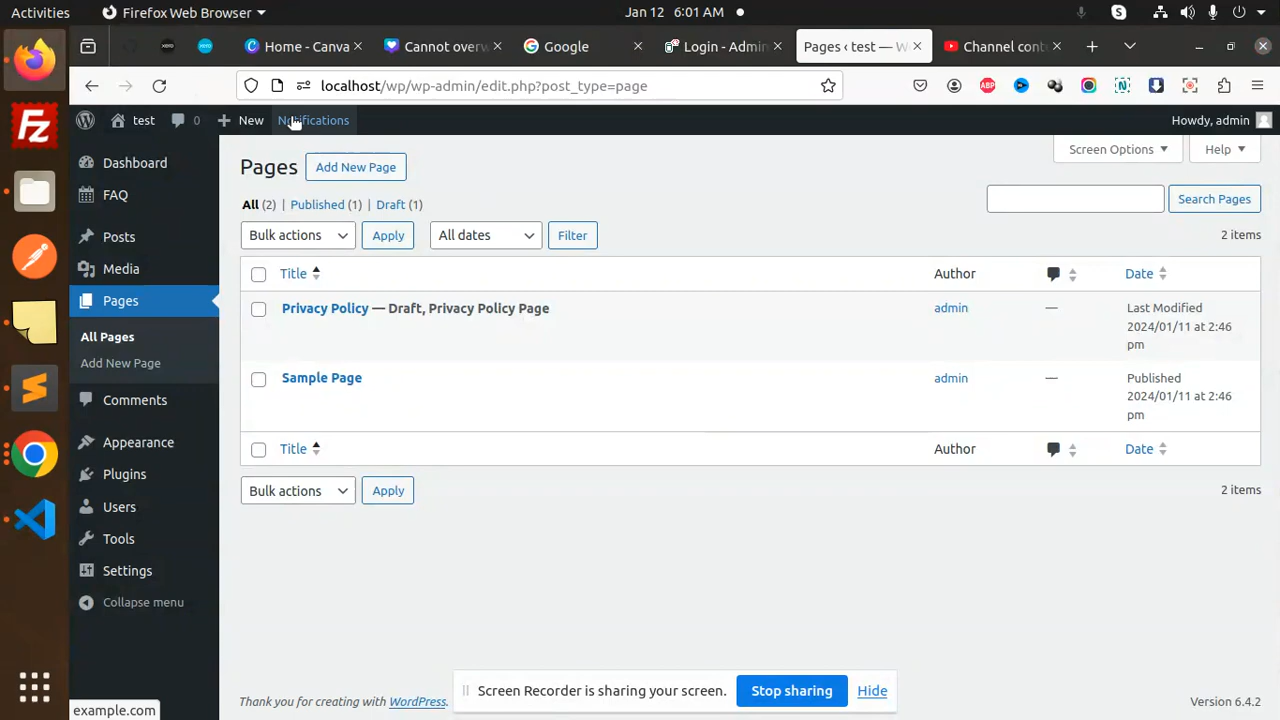 Activities
Firefox Web Browser
Jan 12 6:01 AM
Home - Canva
Cannot overw
Google
Login - Admin
Pages ‹ test — W
Channel cont
localhost/wp/wp-admin/edit.php?post_type=page
test
0
New
Notifications
Howdy, admin
Dashboard
FAQ
Posts
Media
Pages
All Pages
Add New Page
Comments
Appearance
Plugins
Users
Tools
Settings
Collapse menu
Pages
Add New Page
Screen Options
Help
All (2) | Published (1) | Draft (1)
Search Pages
Bulk actions
Apply
All dates
Filter
2 items
Title
Author
Date
Privacy Policy — Draft, Privacy Policy Page
admin
—
Last Modified
2024/01/11 at 2:46
pm
Sample Page
admin
—
Published
2024/01/11 at 2:46
pm
Title
Author
Date
Bulk actions
Apply
2 items
Screen Recorder is sharing your screen.
Stop sharing
Hide
Thank you for creating with WordPress.
Version 6.4.2
example.com